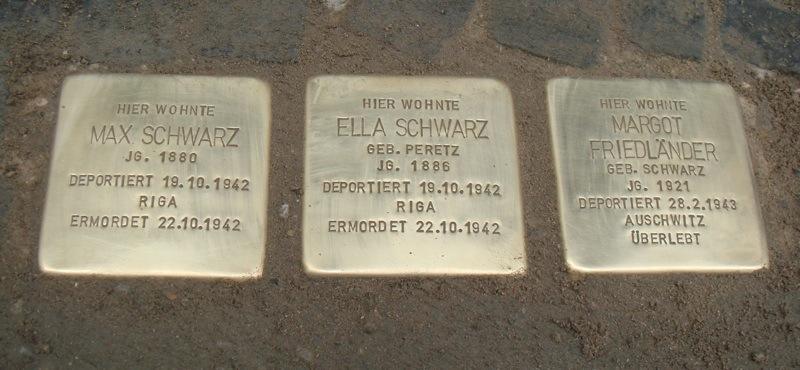 HIER WOHNTE
MAX SCHWARZ
JG. 1880
DEPORTIERT 19.10.1942
RIGA
ERMORDET 22.10.1942
HIER WOHNTE
ELLA SCHWARZ
GEB. PERETZ
JG. 1886
DEPORTIERT 19.10.1942
RIGA
ERMORDET 22.10.1942
HIER WOHNTE
MARGOT
FRIEDLÄNDER
GEB. SCHWARZ
JG. 1921
DEPORTIERT 28.2.1943
AUSCHWITZ
ÜBERLEBT